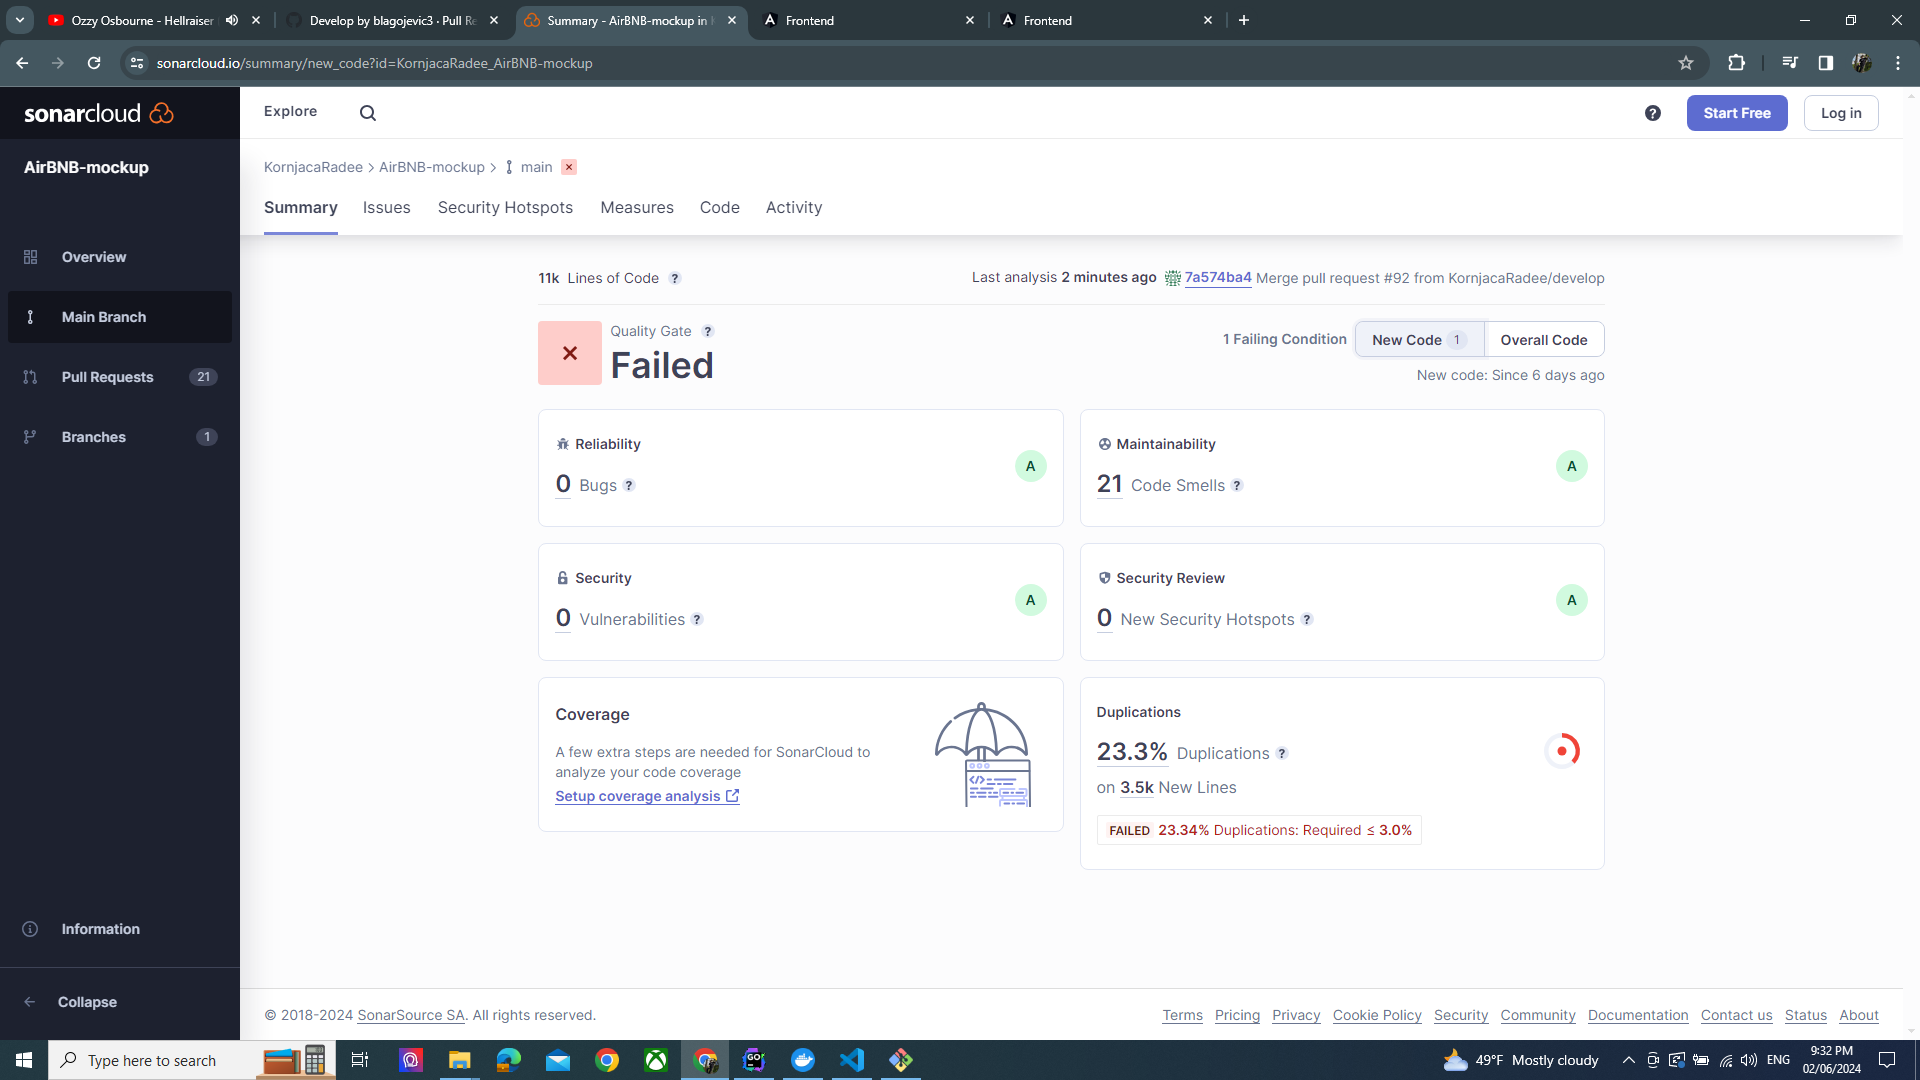 Ozzy Osbourne - Hellraiser
Develop by blagojevic3 · Pull Re
Summary - AirBNB-mockup in
Frontend
Frontend
sonarcloud.io/summary/new_code?id=KornjacaRadee_AirBNB-mockup
sonarcloud
Explore
Start Free
Log in
AirBNB-mockup
KornjacaRadee
AirBNB-mockup
main
Summary
Issues
Security Hotspots
Measures
Code
Activity
Overview
Main Branch
Pull Requests 21
Branches 1
11k Lines of Code ?
Last analysis 2 minutes ago 7a574ba4 Merge pull request #92 from KornjacaRadee/develop
Quality Gate ?
Failed
1 Failing Condition
New Code 1
Overall Code
New code: Since 6 days ago
Reliability
0 Bugs ?
A
Maintainability
21 Code Smells ?
A
Security
0 Vulnerabilities ?
A
Security Review
0 New Security Hotspots ?
A
Coverage
A few extra steps are needed for SonarCloud to
analyze your code coverage
Setup coverage analysis
Duplications
23.3% Duplications ?
on 3.5k New Lines
FAILED 23.34% Duplications: Required ≤ 3.0%
Information
Collapse
© 2018-2024 SonarSource SA. All rights reserved.
Terms Pricing Privacy Cookie Policy Security Community Documentation Contact us Status About
Type here to search
GO
49°F Mostly cloudy
ENG
9:32 PM
02/06/2024